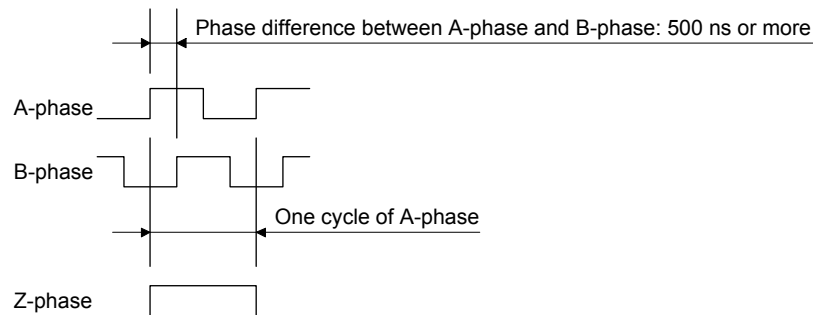 Phase difference between A-phase and B-phase: 500 ns or more
A-phase
B-phase
One cycle of A-phase
Z-phase